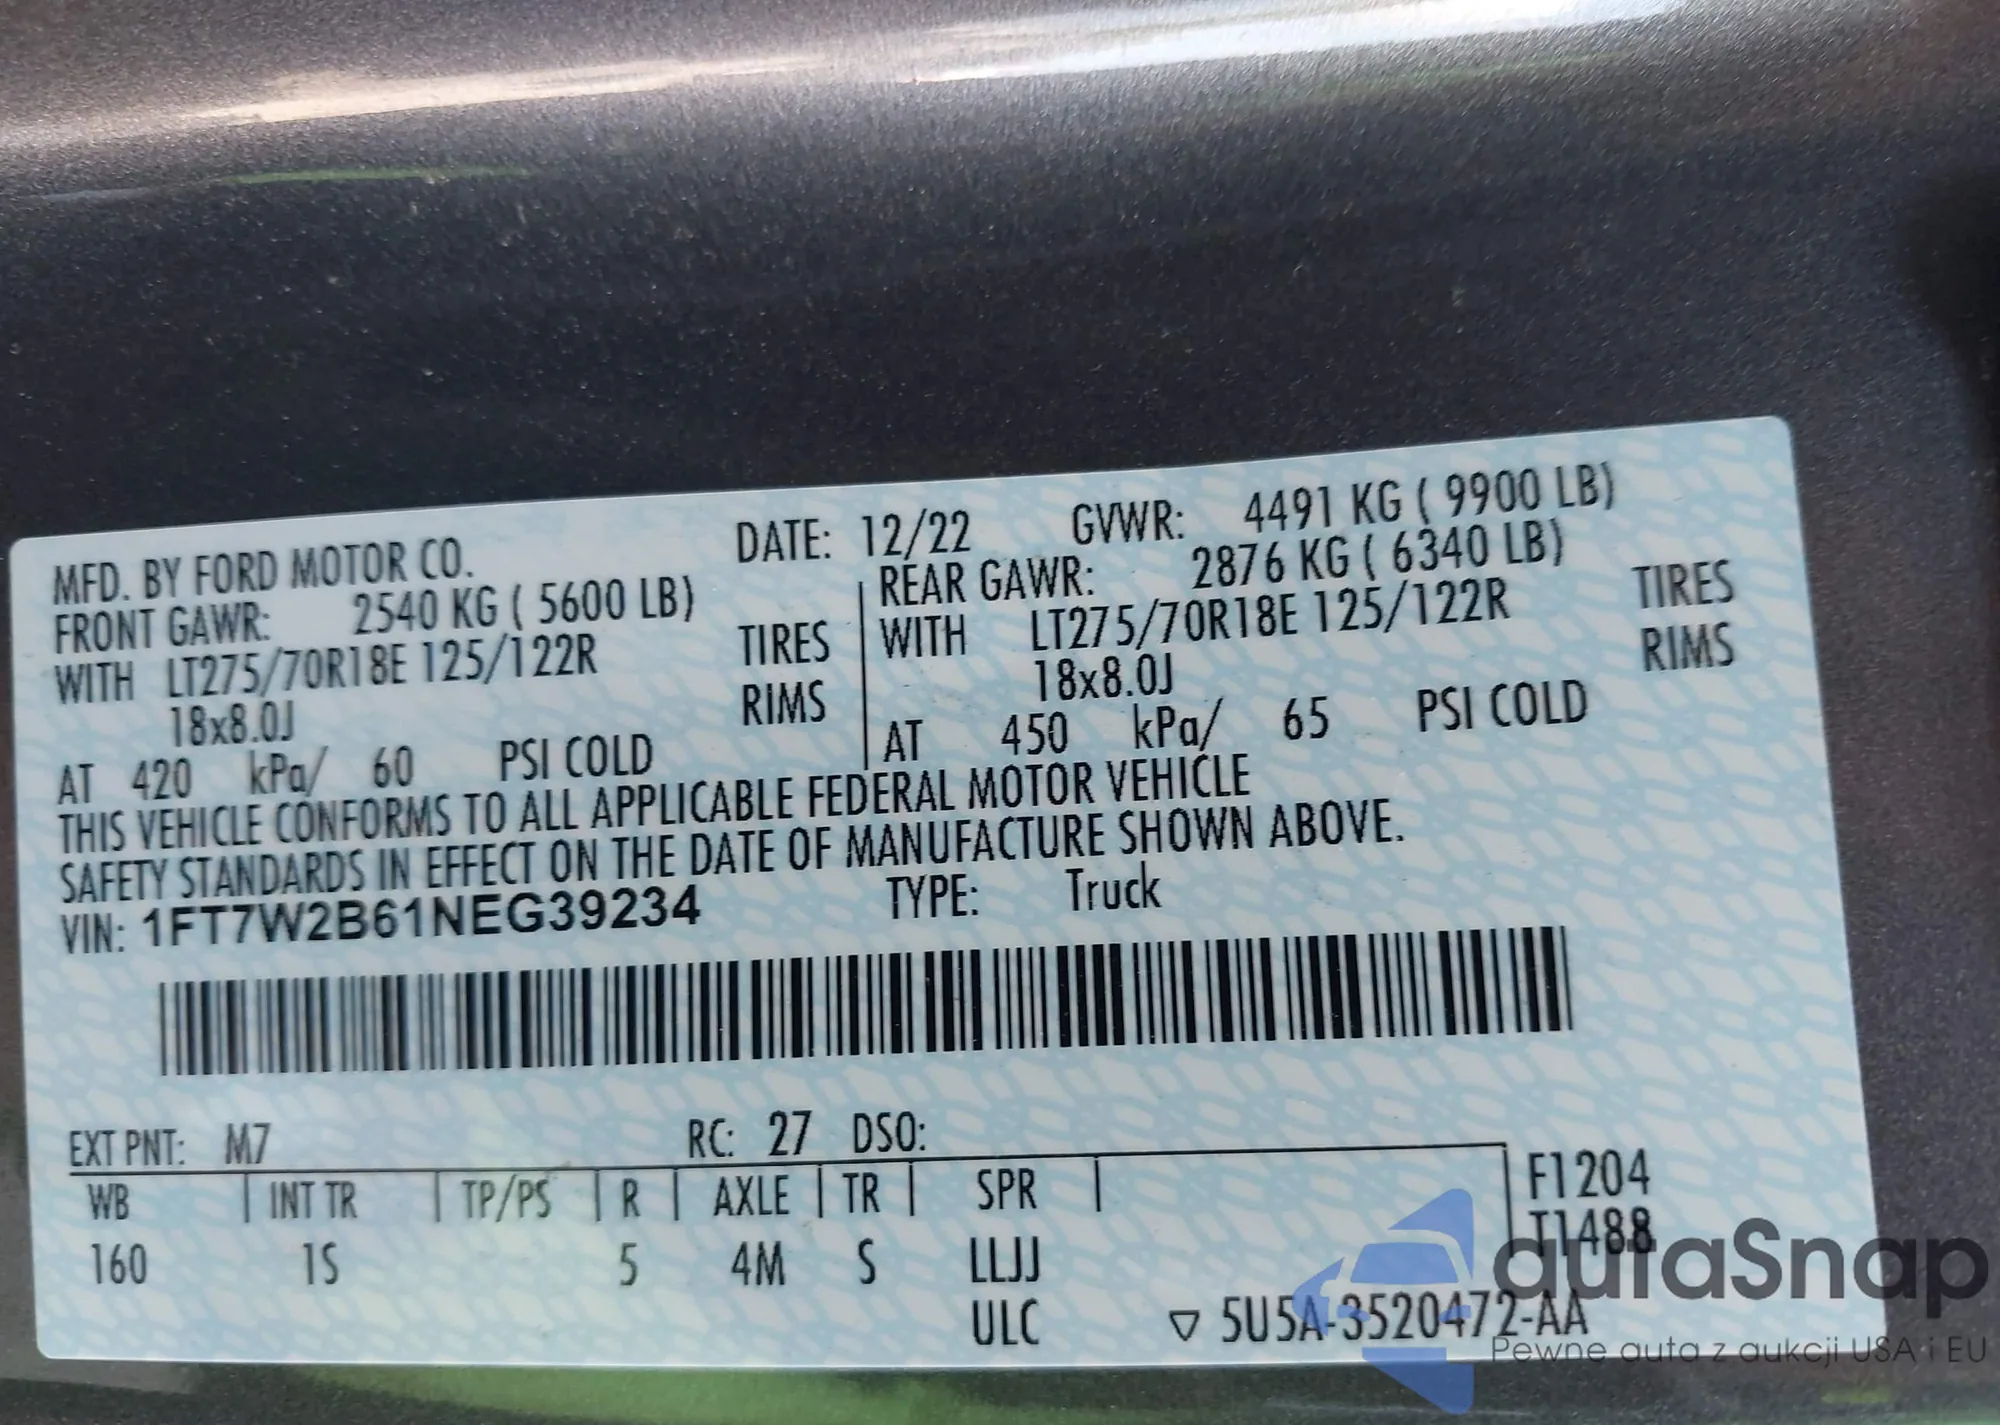 MFD. BY FORD MOTOR CO. DATE: 12/22 GVWR: 4491 KG ( 9900 LB)
FRONT GAWR: 2540 KG ( 5600 LB) REAR GAWR: 2876 KG ( 6340 LB)
WITH LT275/70R18E 125/122R TIRES WITH LT275/70R18E 125/122R TIRES
18x8.0J RIMS 18x8.0J RIMS
AT 420 kPa/ 60 PSI COLD AT 450 kPa/ 65 PSI COLD
THIS VEHICLE CONFORMS TO ALL APPLICABLE FEDERAL MOTOR VEHICLE
SAFETY STANDARDS IN EFFECT ON THE DATE OF MANUFACTURE SHOWN ABOVE.
VIN: 1FT7W2B61NEG39234 TYPE: Truck
EXT PNT: M7 RC: 27 DSO:
WB INT TR TP/PS R AXLE TR SPR F1204
T1488
160 1S 5 4M S LLJJ
ULC ▽ 5U5A-3520472-AA
autaSnap
Pewne auta z aukcji USA i EU